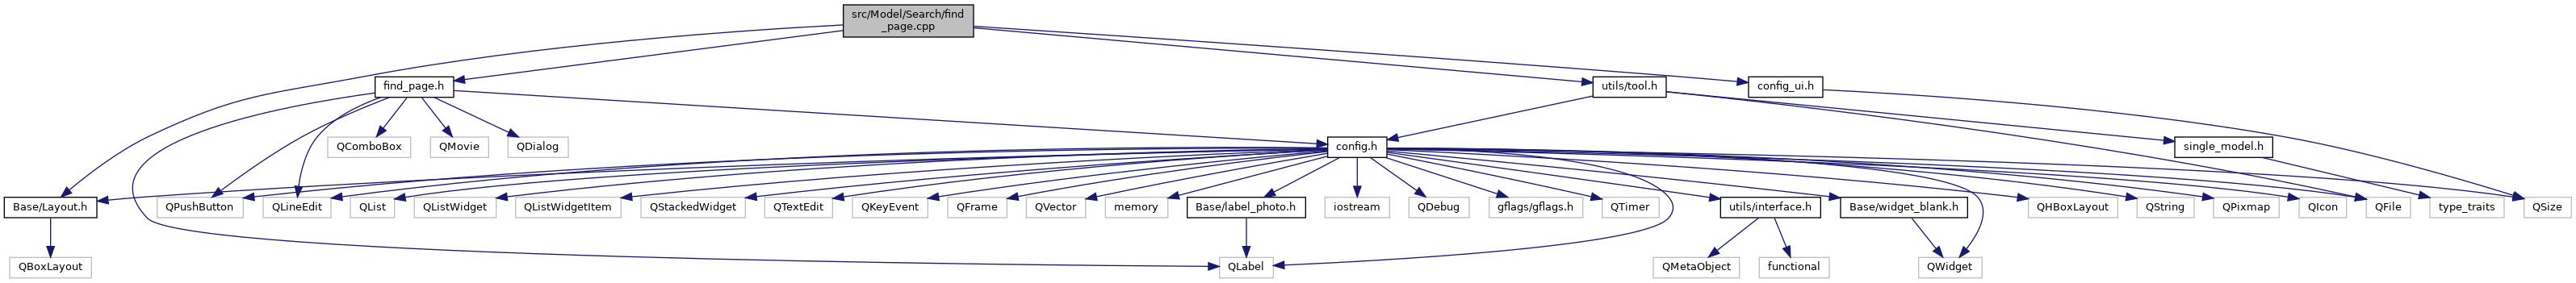 src/Model/Search/find
_page.cpp
find_page.h
utils/tool.h
config_ui.h
QComboBox
QMovie
QDialog
config.h
single_model.h
Base/Layout.h
QPushButton
QLineEdit
QList
QListWidget
QListWidgetItem
QStackedWidget
QTextEdit
QKeyEvent
QFrame
QVector
memory
Base/label_photo.h
iostream
QDebug
gflags/gflags.h
QTimer
utils/interface.h
Base/widget_blank.h
QHBoxLayout
QString
QPixmap
QIcon
QFile
type_traits
QSize
QBoxLayout
QLabel
QMetaObject
functional
QWidget